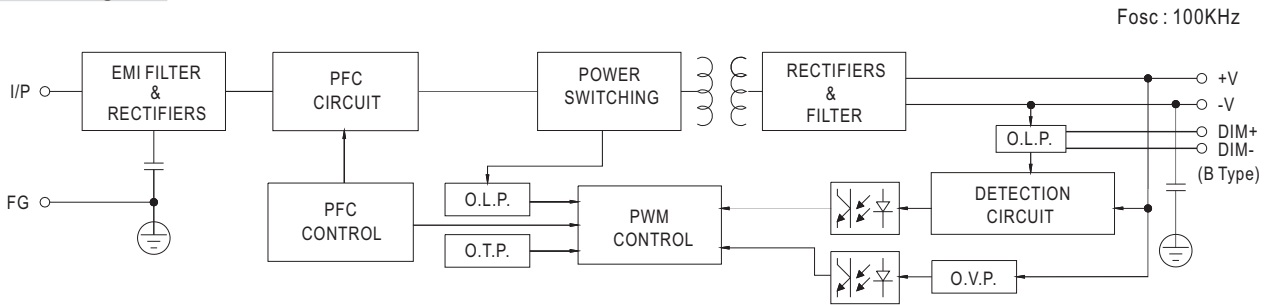 Fosc : 100KHz
I/P
EMI FILTER
&
RECTIFIERS
PFC
CIRCUIT
POWER
SWITCHING
RECTIFIERS
&
FILTER
+V
-V
DIM+
DIM-
(B Type)
O.L.P.
FG
PFC
CONTROL
O.L.P.
O.T.P.
PWM
CONTROL
DETECTION
CIRCUIT
O.V.P.